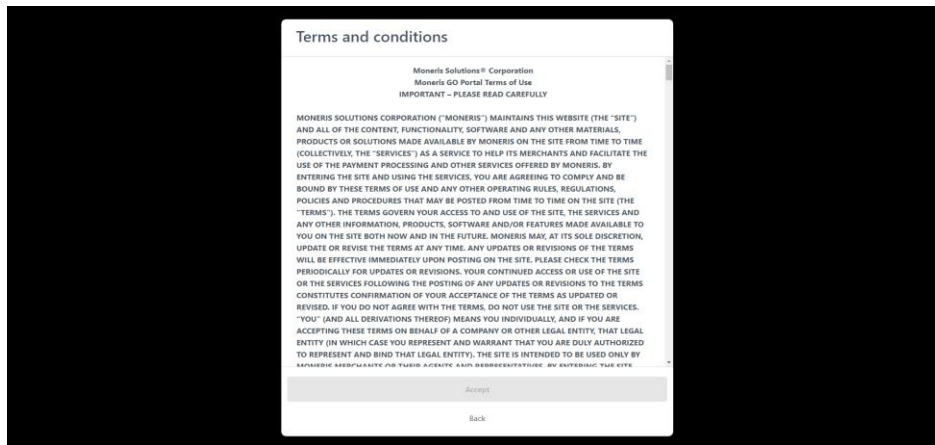 Terms and conditions
Moneris Solutions® Corporation
Moneris GO Portal Terms of Use
IMPORTANT – PLEASE READ CAREFULLY
MONERIS SOLUTIONS CORPORATION ("MONERIS") MAINTAINS THIS WEBSITE (THE "SITE")
AND ALL OF THE CONTENT, FUNCTIONALITY, SOFTWARE AND ANY OTHER MATERIALS,
PRODUCTS OR SOLUTIONS MADE AVAILABLE BY MONERIS ON THE SITE FROM TIME TO TIME
(COLLECTIVELY, THE "SERVICES") AS A SERVICE TO HELP ITS MERCHANTS AND FACILITATE THE
USE OF THE PAYMENT PROCESSING AND OTHER SERVICES OFFERED BY MONERIS. BY
ENTERING THE SITE AND USING THE SERVICES, YOU ARE AGREEING TO COMPLY AND BE
BOUND BY THESE TERMS OF USE AND ANY OTHER OPERATING RULES, REGULATIONS,
POLICIES AND PROCEDURES THAT MAY BE POSTED FROM TIME TO TIME ON THE SITE (THE
"TERMS"). THE TERMS GOVERN YOUR ACCESS TO AND USE OF THE SITE, THE SERVICES AND
ANY OTHER INFORMATION, PRODUCTS, SOFTWARE AND/OR FEATURES MADE AVAILABLE TO
YOU ON THE SITE BOTH NOW AND IN THE FUTURE. MONERIS MAY, AT ITS SOLE DISCRETION,
UPDATE OR REVISE THE TERMS AT ANY TIME. ANY UPDATES OR REVISIONS OF THE TERMS
WILL BE EFFECTIVE IMMEDIATELY UPON POSTING ON THE SITE. PLEASE CHECK THE TERMS
PERIODICALLY FOR UPDATES OR REVISIONS. YOUR CONTINUED ACCESS OR USE OF THE SITE
OR THE SERVICES FOLLOWING THE POSTING OF ANY UPDATES OR REVISIONS TO THE TERMS
CONSTITUTES CONFIRMATION OF YOUR ACCEPTANCE OF THE TERMS AS UPDATED OR
REVISED. IF YOU DO NOT AGREE WITH THE TERMS, DO NOT USE THE SITE OR THE SERVICES.
"YOU" (AND ALL DERIVATIONS THEREOF) MEANS YOU INDIVIDUALLY, AND IF YOU ARE
ACCEPTING THESE TERMS ON BEHALF OF A COMPANY OR OTHER LEGAL ENTITY, THAT LEGAL
ENTITY (IN WHICH CASE YOU REPRESENT AND WARRANT THAT YOU ARE DULY AUTHORIZED
TO REPRESENT AND BIND THAT LEGAL ENTITY). THE SITE IS INTENDED TO BE USED ONLY BY
MONERIS MERCHANTS OR THEIR AGENTS AND REPRESENTATIVES. BY ENTERING THE SITE
Accept
Back